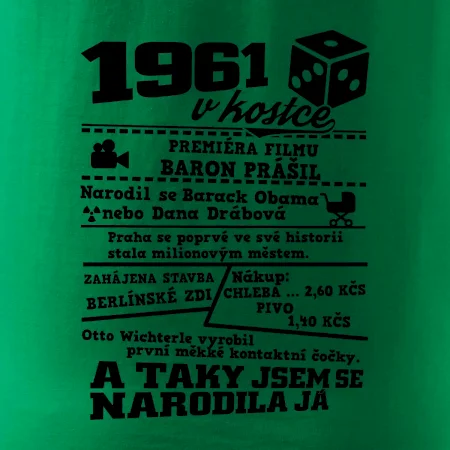 1961
v kostce
PREMIÉRA FILMU
BARON PRÁŠIL
Narodil se Barack Obama
nebo Dana Drábová
Praha se poprvé ve své historii
stala milionovým městem.
ZAHÁJENA STAVBA
BERLÍNSKÉ ZDI
Nákup:
CHLEBA ... 2,60 KČS
PIVO
1,40 KČS
Otto Wichterle vyrobil
první měkké kontaktní čočky.
A TAKY JSEM SE
NARODILA JÁ